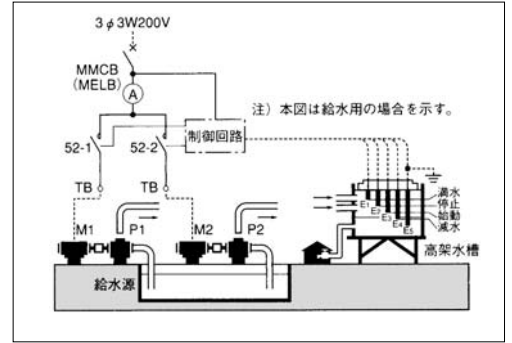 3φ3W200V
MMCB
(MELB)
A
注）本図は給水用の場合を示す。
制御回路
52-1
52-2
TB
TB
E1
E2
E3
E4
E5
満水
停止
始動
減水
M1
P1
M2
P2
高架水槽
給水源